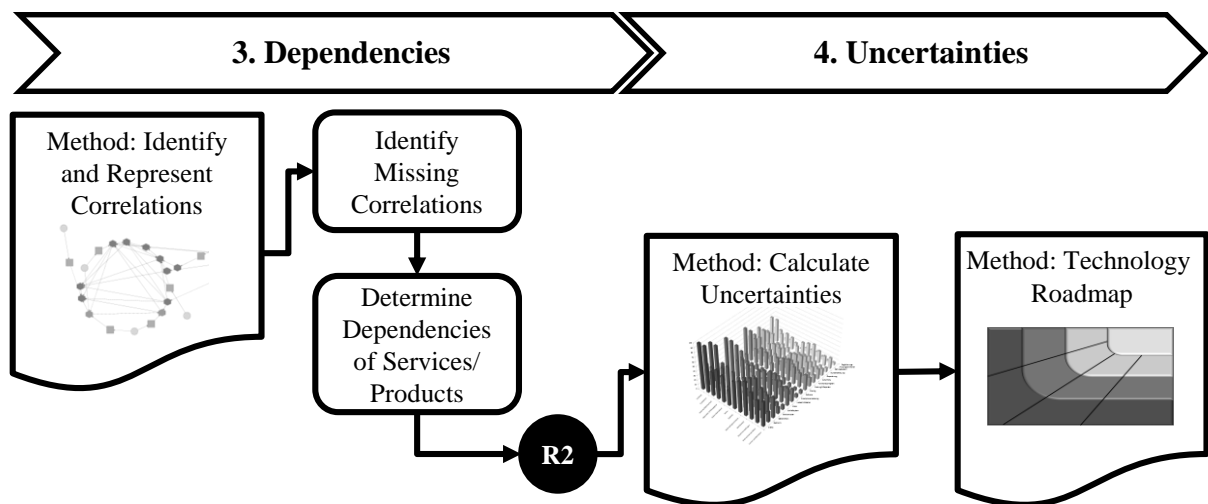 3. Dependencies
4. Uncertainties
Method: Identify
and Represent
Correlations
Identify
Missing
Correlations
Determine
Dependencies
of Services/
Products
R2
Method: Calculate
Uncertainties
Method: Technology
Roadmap